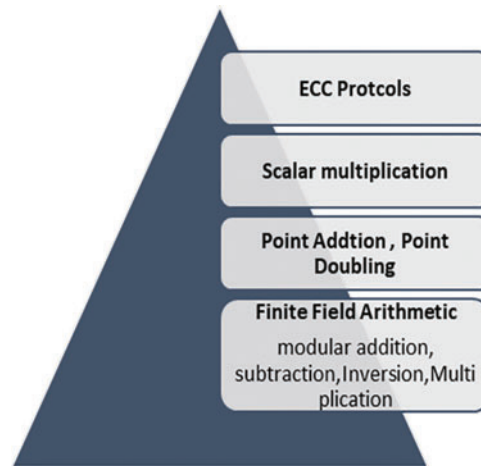 ECC Protcols
Scalar multiplication
Point Addtion , Point
Doubling
Finite Field Arithmetic
modular addition,
subtraction,Inversion,Multi
plication